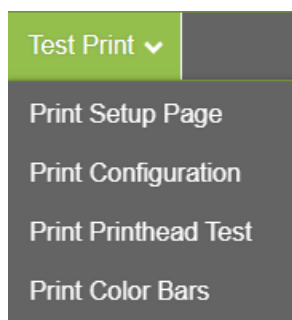 Test Print
Print Setup Page
Print Configuration
Print Printhead Test
Print Color Bars